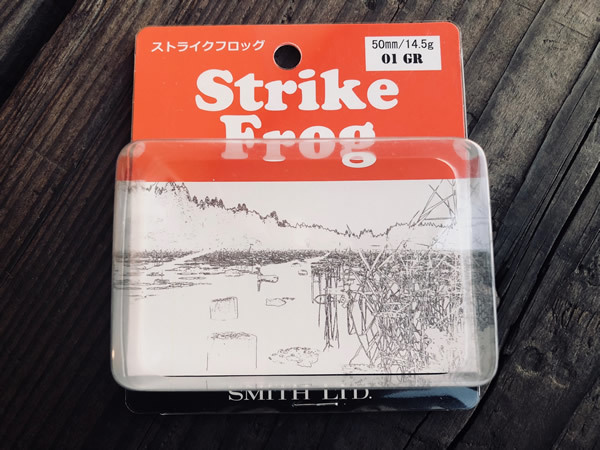 ストライクフロッグ
50mm/14.5g
01 GR
Strike
Frog
SMITH LTD.